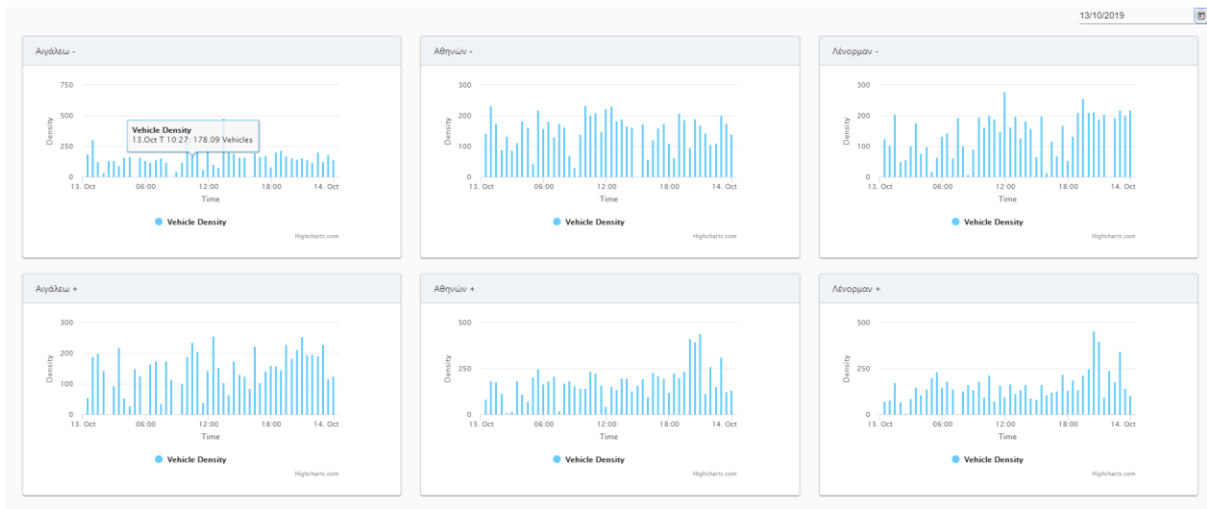 13/10/2019
Αιγάλεω -
750
500
250
0
Density
Vehicle Density
13.Oct T 10:27: 178.09 Vehicles
13. Oct 06:00 12:00 18:00 14. Oct
Time
Vehicle Density
Highcharts.com
Αθηνών -
300
200
100
0
Density
13. Oct 06:00 12:00 18:00 14. Oct
Time
Vehicle Density
Highcharts.com
Λένορμαν -
300
200
100
0
Density
13. Oct 06:00 12:00 18:00 14. Oct
Time
Vehicle Density
Highcharts.com
Αιγάλεω +
300
200
100
0
Density
13. Oct 06:00 12:00 18:00 14. Oct
Time
Vehicle Density
Highcharts.com
Αθηνών +
500
250
0
Density
13. Oct 06:00 12:00 18:00 14. Oct
Time
Vehicle Density
Highcharts.com
Λένορμαν +
500
250
0
Density
13. Oct 06:00 12:00 18:00 14. Oct
Time
Vehicle Density
Highcharts.com